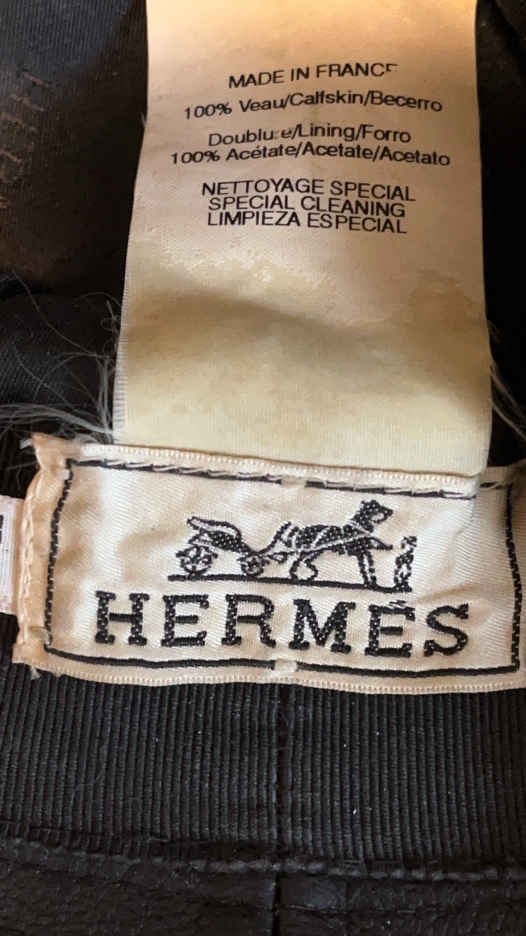 MADE IN FRANCE
100% Veau/Calfskin/Becerro
Doublure/Lining/Forro
100% Acétate/Acetate/Acetato
NETTOYAGE SPECIAL
SPECIAL CLEANING
LIMPIEZA ESPECIAL
HERMES